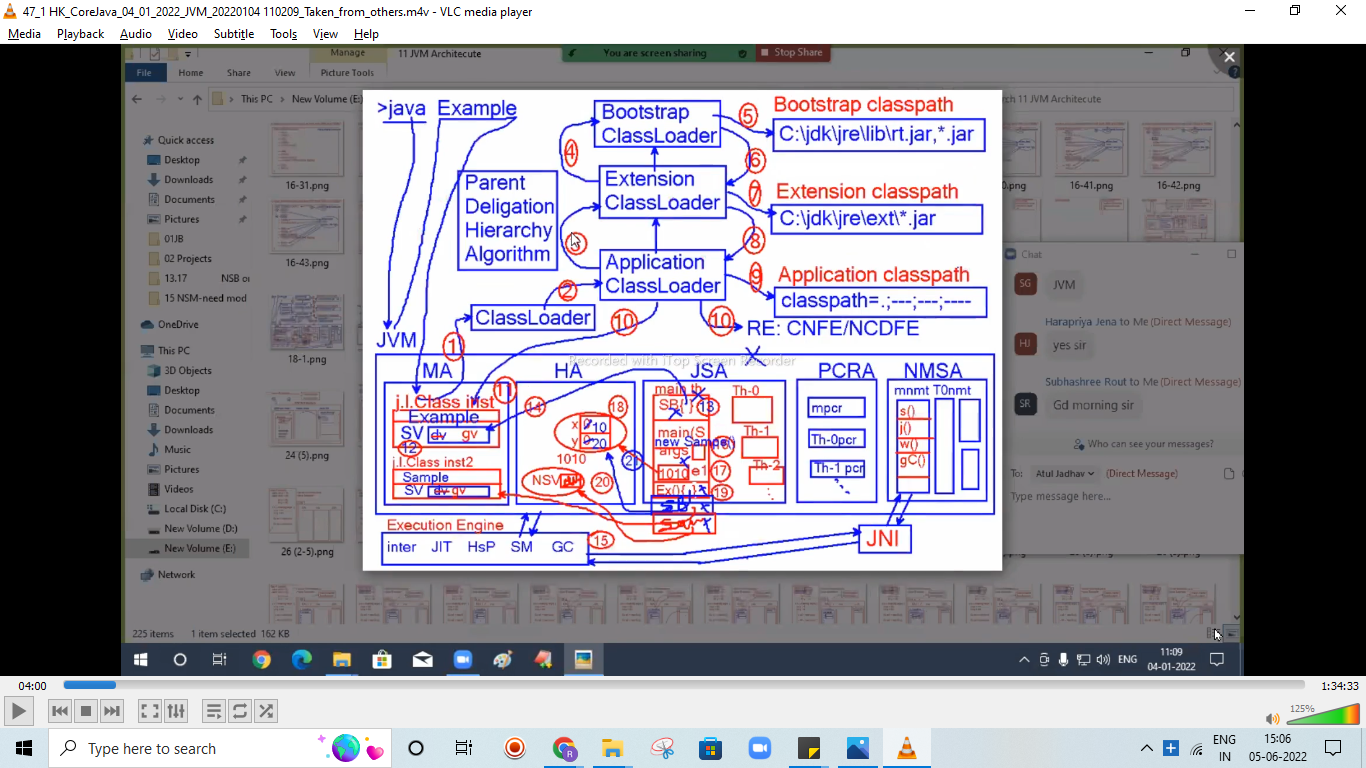 47_1 HK_CoreJava_04_01_2022_JVM_20220104 110209_Taken_from_others.m4v - VLC media player
Media Playback Audio Video Subtitle Tools View Help
Manage 11 JVM Architecute
You are screen sharing Stop Share
File Home Share View Picture Tools
This PC New Volume (E:)
11 JVM Architecute
Quick access
Desktop
Downloads
Documents
Pictures
01JB
02 Projects
13.17 NSB
15 NSM-need mod
OneDrive
This PC
3D Objects
Desktop
Documents
Downloads
Music
Pictures
Videos
Local Disk (C:)
New Volume (D:)
New Volume (E:)
Network
16-31.png
16-43.png
18-1.png
24 (5).png
26 (2-5).png
16-41.png
16-42.png
>java Example
Bootstrap
ClassLoader
5
Bootstrap classpath
C:\jdk\jre\lib\rt.jar,*.jar
4
6
Parent
Deligation
Hierarchy
Algorithm
Extension
ClassLoader
7
Extension classpath
C:\jdk\jre\ext\*.jar
3
8
Application
ClassLoader
9
Application classpath
classpath=.;---;---;----
2
ClassLoader
10
10
RE: CNFE/NCDFE
JVM
1
Recorded with iTop Screen Recorder
MA HA JSA PCRA NMSA
j.l.Class inst
11
Example
SV dv gv
12
j.l.Class inst2
Sample
SV dv gv
14
18
x 0 10
y 0 20
1010
21
NSV
20
main th
13
main(S
new Sample()
args
1010
17
19
Th-0
Th-1
Th-2
mpcr
Th-0pcr
Th-1 pcr
mnmt T0nmt
s()
j()
w()
gC()
Execution Engine
inter JIT HsP SM GC
15
JNI
Chat
SG JVM
Harapriya Jena to Me (Direct Message)
HJ yes sir
Subhashree Rout to Me (Direct Message)
SR Gd morning sir
Who can see your messages?
To: Atul Jadhav (Direct Message)
Type message here...
225 items 1 item selected 162 KB
ENG
11:09
04-01-2022
04:00
1:34:33
125%
Type here to search
ENG
IN
15:06
05-06-2022